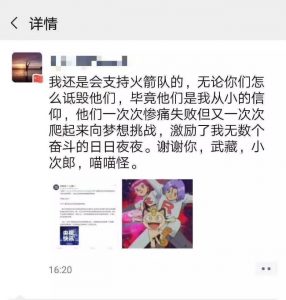 详情
我还是会支持火箭队的，无论你们怎
么诋毁他们，毕竟他们是我从小的信
仰，他们一次次惨痛失败但又一次次
爬起来向梦想挑战，激励了我无数个
奋斗的日日夜夜。谢谢你，武藏，小
次郎，喵喵怪。
央视
快讯
16:20